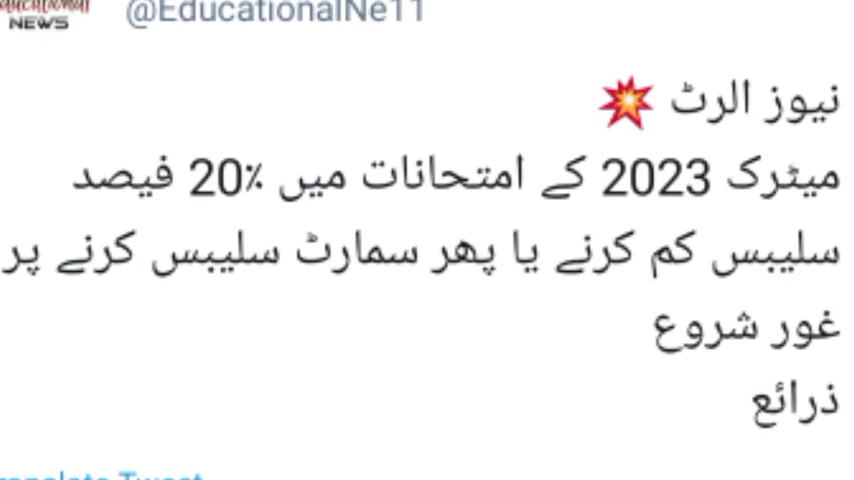 NEWS
@EducationalNe11
نیوز الرٹ 💥
میٹرک 2023 کے امتحانات میں 20٪ فیصد
سلیبس کم کرنے یا پھر سمارٹ سلیبس کرنے پر
غور شروع
ذرائع
Translate Tweet